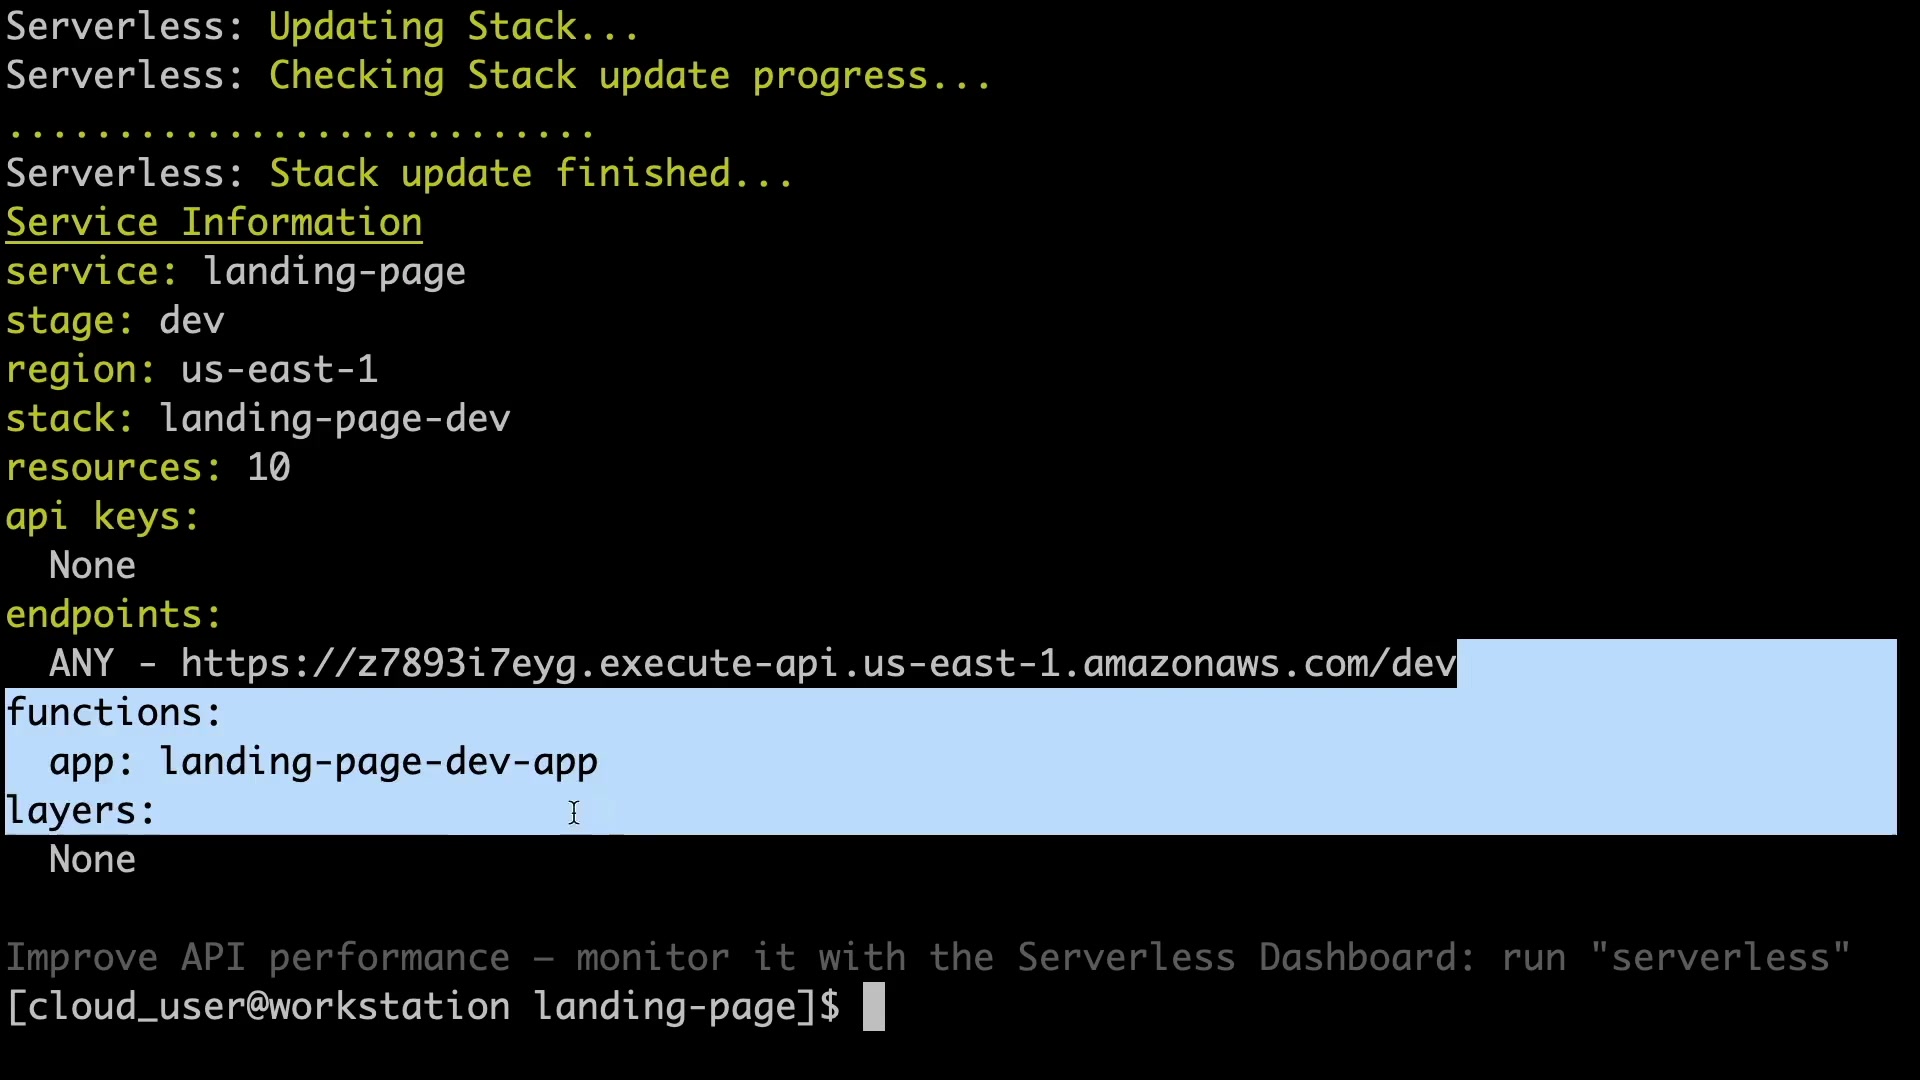 Serverless: Updating Stack...
Serverless: Checking Stack update progress...
...........................
Serverless: Stack update finished...
Service Information
service: landing-page
stage: dev
region: us-east-1
stack: landing-page-dev
resources: 10
api keys:
  None
endpoints:
  ANY - https://z7893i7eyg.execute-api.us-east-1.amazonaws.com/dev
functions:
  app: landing-page-dev-app
layers:
  None
Improve API performance – monitor it with the Serverless Dashboard: run "serverless"
[cloud_user@workstation landing-page]$